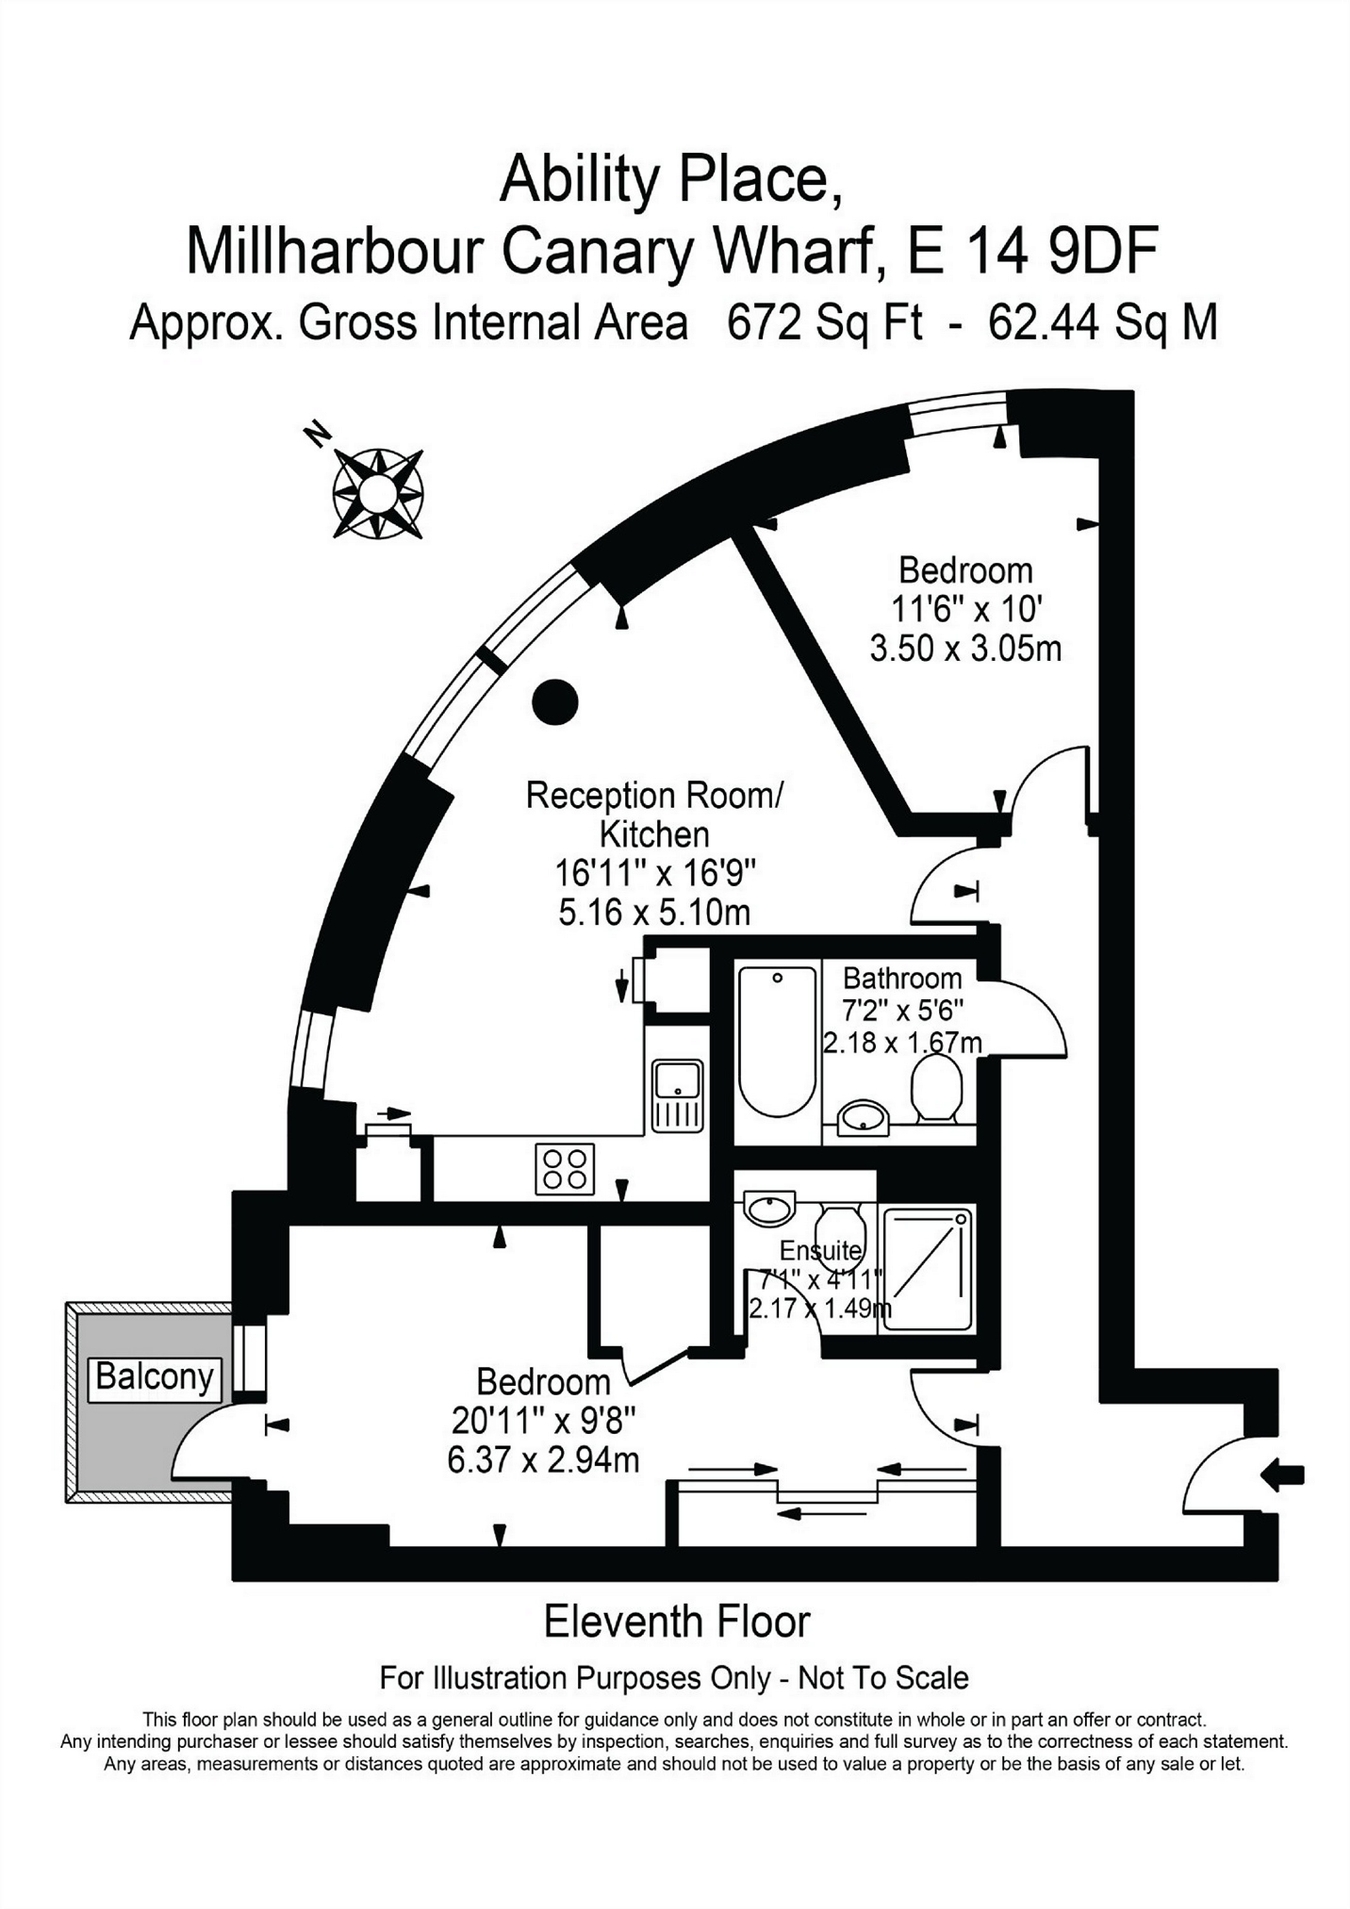 Ability Place,
Millharbour Canary Wharf, E 14 9DF
Approx. Gross Internal Area 672 Sq Ft - 62.44 Sq M
N
Bedroom
11'6" x 10'
3.50 x 3.05m
Reception Room/
Kitchen
16'11" x 16'9"
5.16 x 5.10m
Bathroom
7'2" x 5'6"
2.18 x 1.67m
Ensuite
7'1" x 4'11"
2.17 x 1.49m
Balcony
Bedroom
20'11" x 9'8"
6.37 x 2.94m
Eleventh Floor
For Illustration Purposes Only - Not To Scale
This floor plan should be used as a general outline for guidance only and does not constitute in whole or in part an offer or contract.
Any intending purchaser or lessee should satisfy themselves by inspection, searches, enquiries and full survey as to the correctness of each statement.
Any areas, measurements or distances quoted are approximate and should not be used to value a property or be the basis of any sale or let.